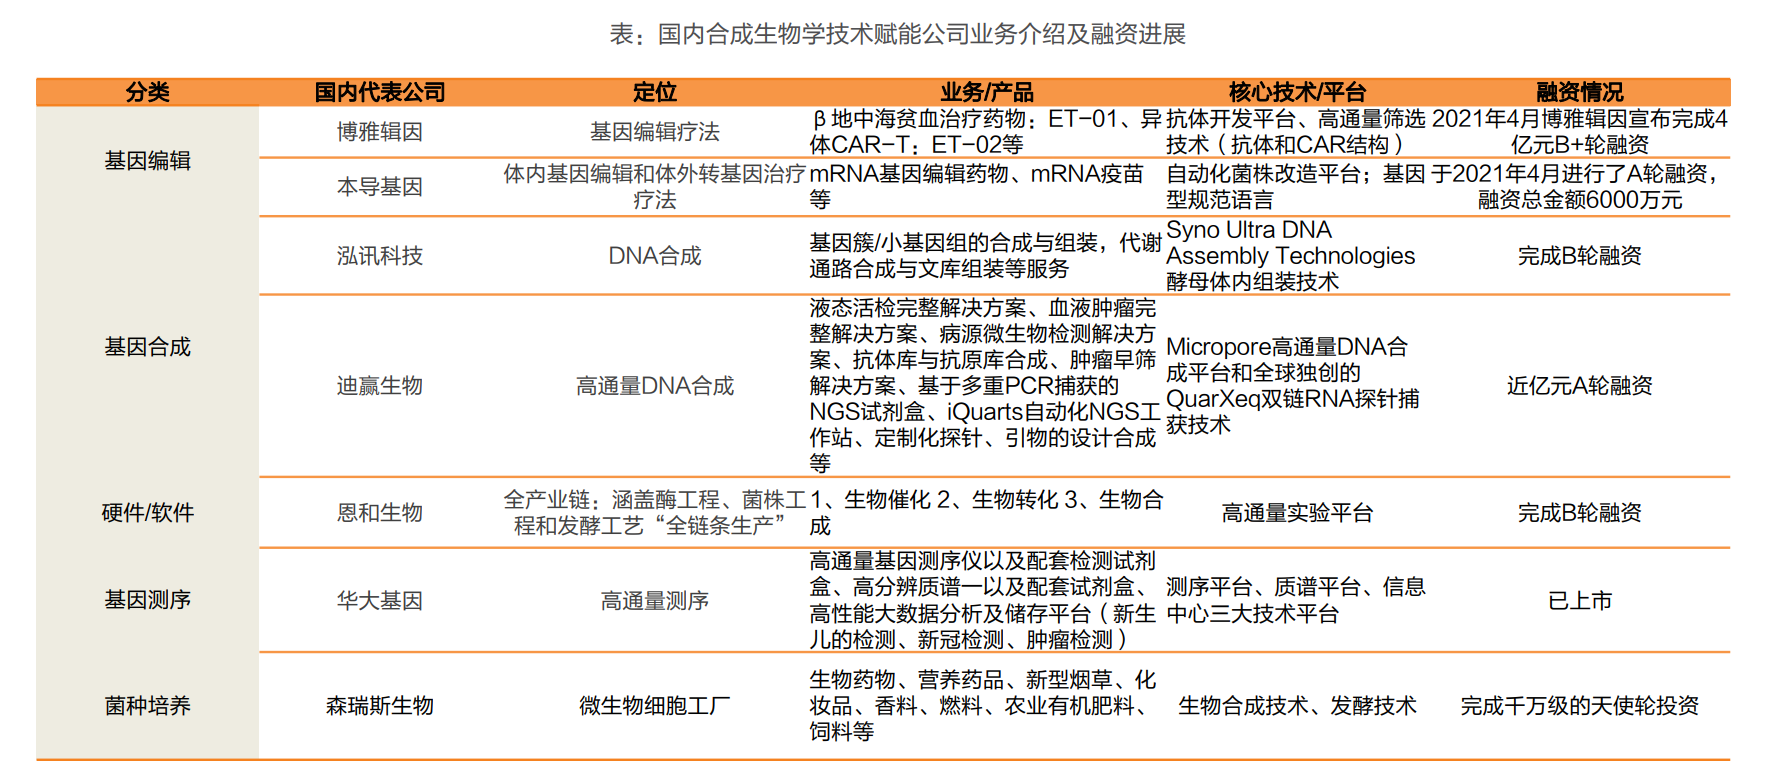 表：国内合成生物学技术赋能公司业务介绍及融资进展
分类 国内代表公司 定位 业务/产品 核心技术/平台 融资情况
基因编辑
博雅辑因
基因编辑疗法
β地中海贫血治疗药物：ET-01、异
体CAR-T：ET-02等
抗体开发平台、高通量筛选
技术（抗体和CAR结构）
2021年4月博雅辑因宣布完成4
亿元B+轮融资
本导基因
体内基因编辑和体外转基因治疗
疗法
mRNA基因编辑药物、mRNA疫苗
等
自动化菌株改造平台；基因
型规范语言
于2021年4月进行了A轮融资，
融资总金额6000万元
基因合成
泓讯科技
DNA合成
基因簇/小基因组的合成与组装，代谢
通路合成与文库组装等服务
Syno Ultra DNA
Assembly Technologies
酵母体内组装技术
完成B轮融资
迪赢生物
高通量DNA合成
液态活检完整解决方案、血液肿瘤完
整解决方案、病源微生物检测解决方
案、抗体库与抗原库合成、肿瘤早筛
解决方案、基于多重PCR捕获的
NGS试剂盒、iQuarts自动化NGS工
作站、定制化探针、引物的设计合成
等
Micropore高通量DNA合
成平台和全球独创的
QuarXeq双链RNA探针捕
获技术
近亿元A轮融资
硬件/软件
恩和生物
全产业链：涵盖酶工程、菌株工
程和发酵工艺“全链条生产”
1、生物催化 2、生物转化 3、生物合
成
高通量实验平台
完成B轮融资
基因测序
华大基因
高通量测序
高通量基因测序仪以及配套检测试剂
盒、高分辨质谱一以及配套试剂盒、
高性能大数据分析及储存平台（新生
儿的检测、新冠检测、肿瘤检测）
测序平台、质谱平台、信息
中心三大技术平台
已上市
菌种培养
森瑞斯生物
微生物细胞工厂
生物药物、营养药品、新型烟草、化
妆品、香料、燃料、农业有机肥料、
饲料等
生物合成技术、发酵技术
完成千万级的天使轮投资